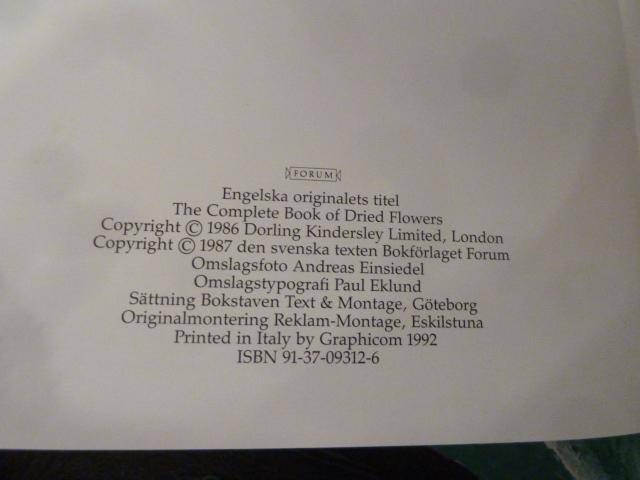 FORUM
Engelska originalets titel
The Complete Book of Dried Flowers
Copyright © 1986 Dorling Kindersley Limited, London
Copyright © 1987 den svenska texten Bokförlaget Forum
Omslagsfoto Andreas Einsiedel
Omslagstypografi Paul Eklund
Sättning Bokstaven Text & Montage, Göteborg
Originalmontering Reklam-Montage, Eskilstuna
Printed in Italy by Graphicom 1992
ISBN 91-37-09312-6